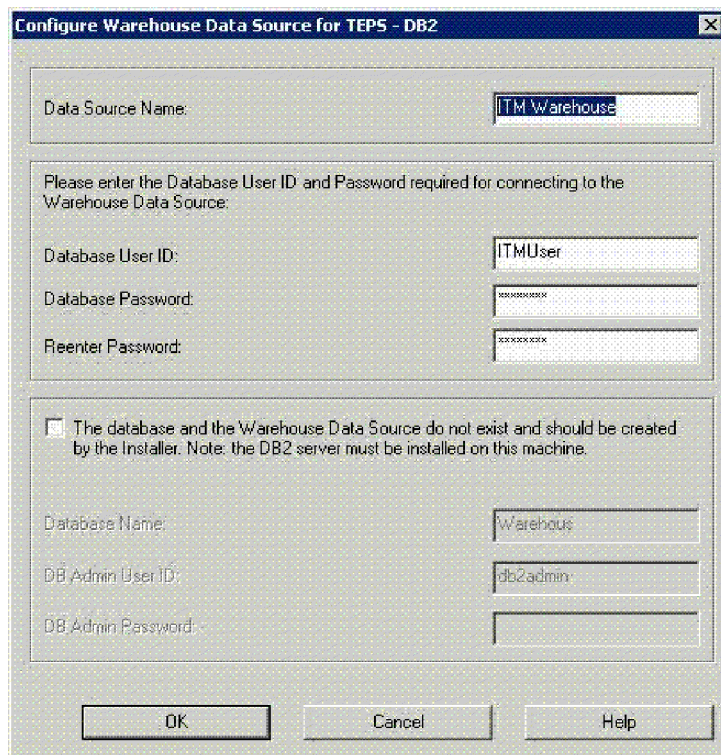 Configure Warehouse Data Source for TEPS - DB2
Data Source Name:
ITM Warehouse
Please enter the Database User ID and Password required for connecting to the
Warehouse Data Source:
Database User ID:
ITMUser
Database Password:
********
Reenter Password:
********
The database and the Warehouse Data Source do not exist and should be created
by the Installer. Note: the DB2 server must be installed on this machine.
Database Name:
Warehous
DB Admin User ID:
db2admin
DB Admin Password:
OK
Cancel
Help